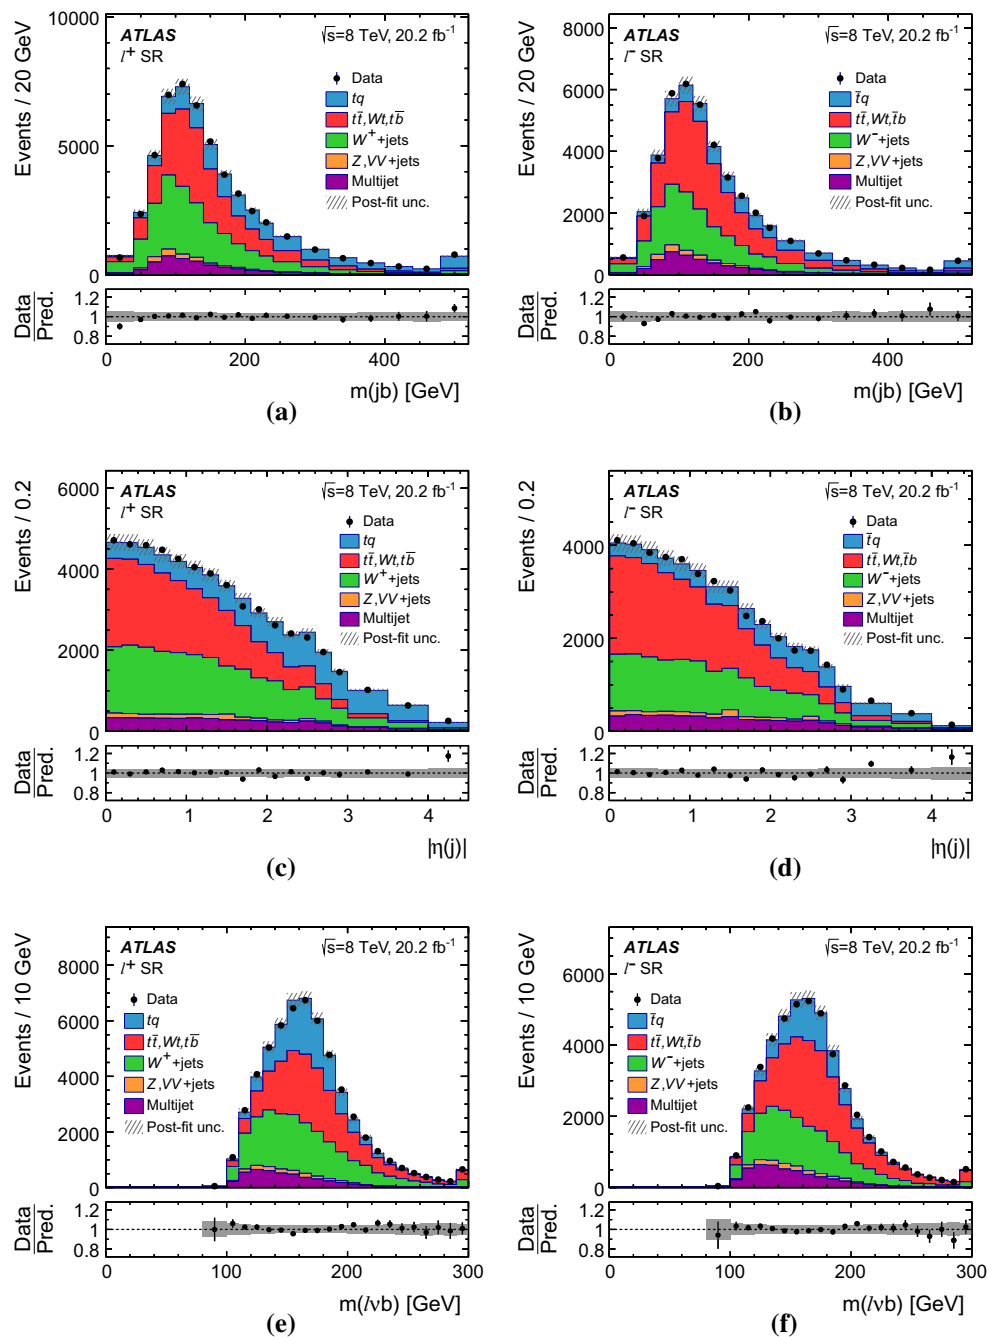 Events / 20 GeV
10000
5000
0
ATLAS
l⁺ SR
√s=8 TeV, 20.2 fb⁻¹
Data
tq
tt̄,Wt,tb̄
W⁺+jets
Z,VV+jets
Multijet
Post-fit unc.
Data
Pred.
1.2
1
0.8
0 200 400
m(jb) [GeV]
(a)
Events / 20 GeV
8000
6000
4000
2000
0
ATLAS
l⁻ SR
√s=8 TeV, 20.2 fb⁻¹
Data
t̄q
tt̄,Wt,t̄b
W⁻+jets
Z,VV+jets
Multijet
Post-fit unc.
Data
Pred.
1.2
1
0.8
0 200 400
m(jb) [GeV]
(b)
Events / 0.2
6000
4000
2000
0
ATLAS
l⁺ SR
√s=8 TeV, 20.2 fb⁻¹
Data
tq
tt̄,Wt,tb̄
W⁺+jets
Z,VV+jets
Multijet
Post-fit unc.
Data
Pred.
1.2
1
0.8
0 1 2 3 4
|η(j)|
(c)
Events / 0.2
4000
2000
0
ATLAS
l⁻ SR
√s=8 TeV, 20.2 fb⁻¹
Data
t̄q
tt̄,Wt,t̄b
W⁻+jets
Z,VV+jets
Multijet
Post-fit unc.
Data
Pred.
1.2
1
0.8
0 1 2 3 4
|η(j)|
(d)
Events / 10 GeV
8000
6000
4000
2000
0
ATLAS
l⁺ SR
√s=8 TeV, 20.2 fb⁻¹
Data
tq
tt̄,Wt,tb̄
W⁺+jets
Z,VV+jets
Multijet
Post-fit unc.
Data
Pred.
1.2
1
0.8
0 100 200 300
m(lνb) [GeV]
(e)
Events / 10 GeV
6000
4000
2000
0
ATLAS
l⁻ SR
√s=8 TeV, 20.2 fb⁻¹
Data
t̄q
tt̄,Wt,t̄b
W⁻+jets
Z,VV+jets
Multijet
Post-fit unc.
Data
Pred.
1.2
1
0.8
0 100 200 300
m(lνb) [GeV]
(f)